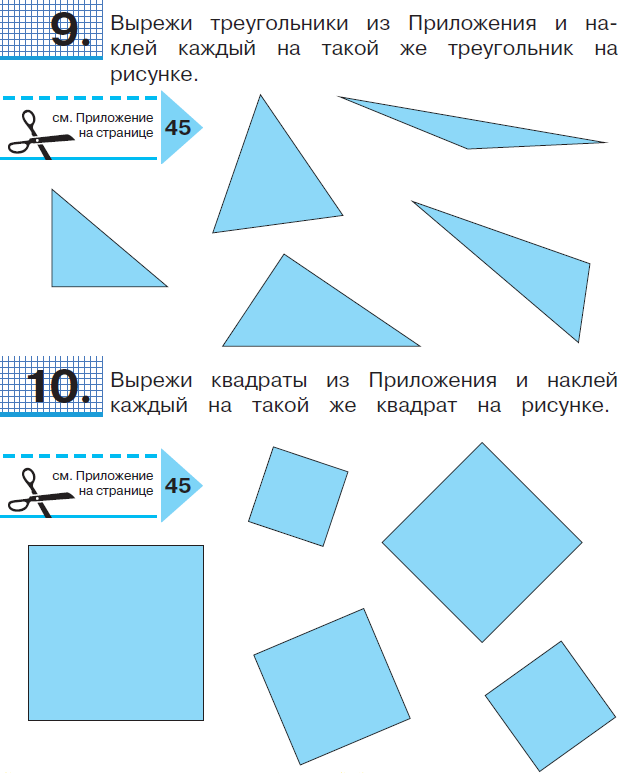 9.
Вырежи треугольники из Приложения и на-
клей каждый на такой же треугольник на
рисунке.
см. Приложение
на странице
45
10.
Вырежи квадраты из Приложения и наклей
каждый на такой же квадрат на рисунке.
см. Приложение
на странице
45